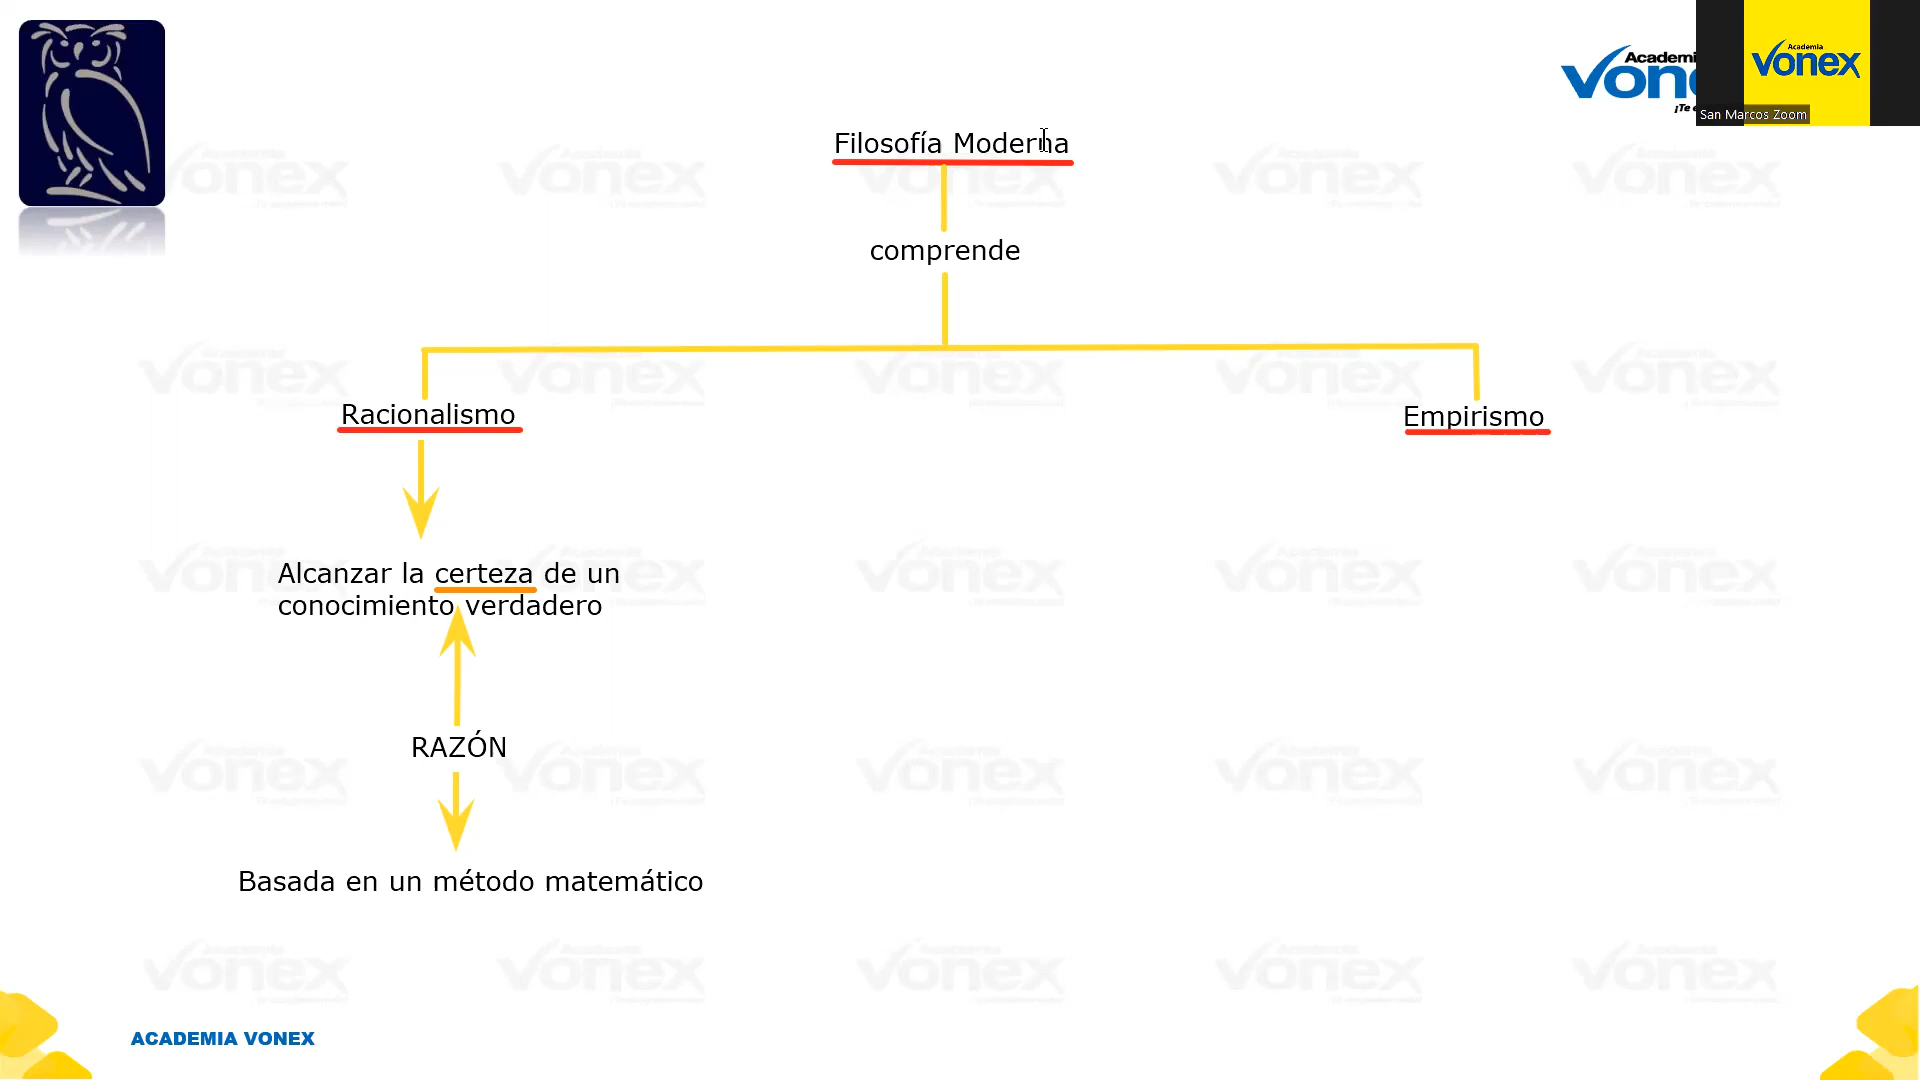 Academia
vonex
San Marcos Zoom
Filosofía Moderna
comprende
Racionalismo
Empirismo
Alcanzar la certeza de un
conocimiento verdadero
RAZÓN
Basada en un método matemático
ACADEMIA VONEX